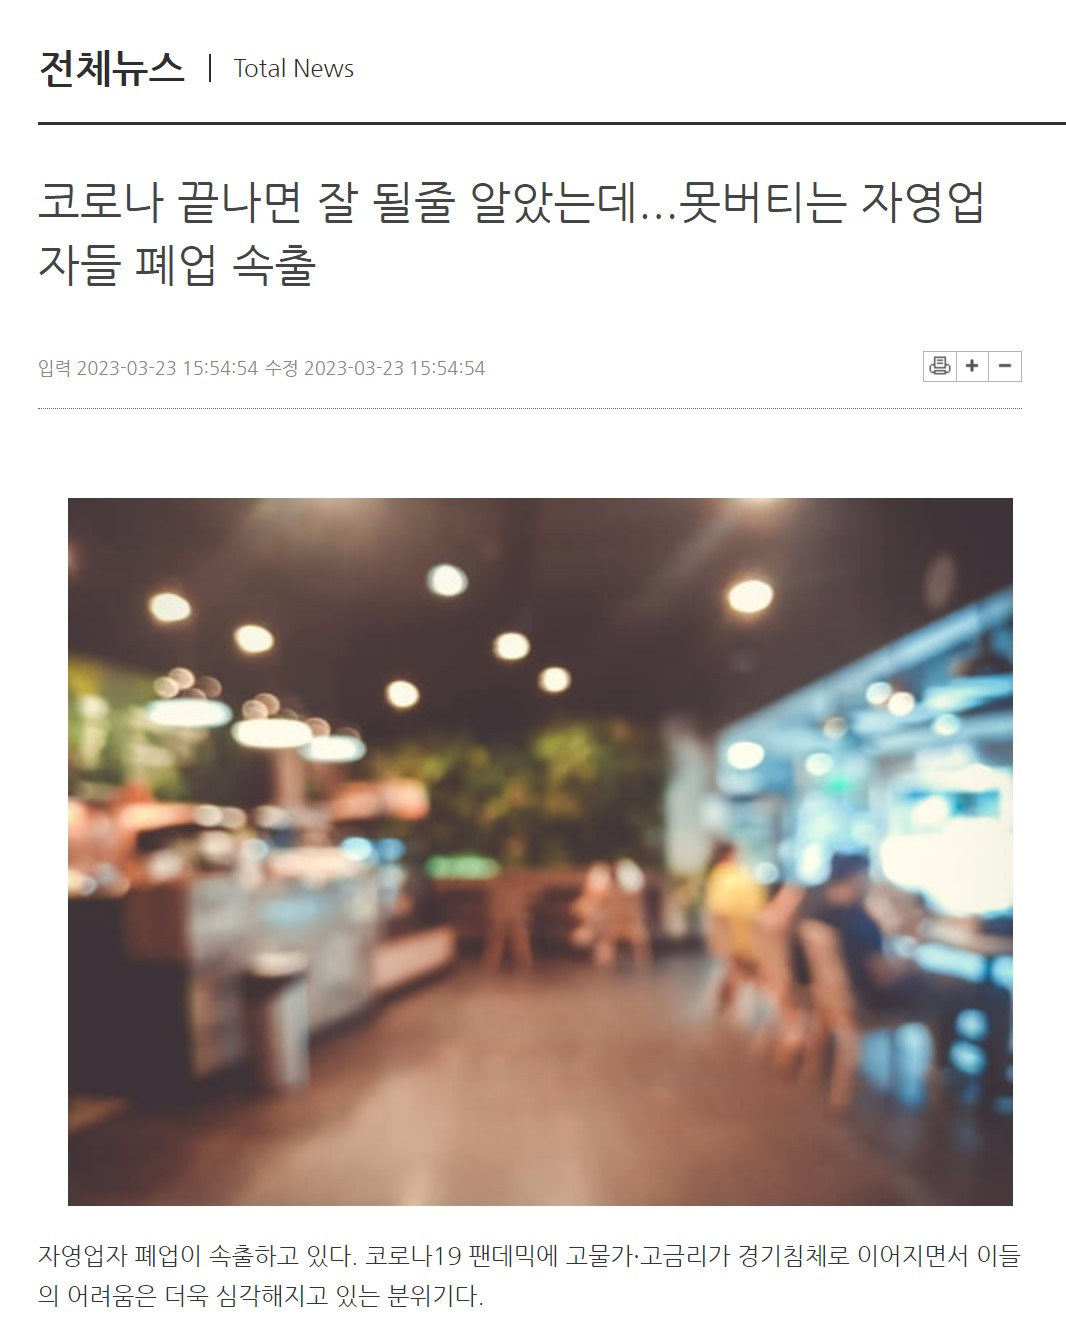 전체뉴스 | Total News
코로나 끝나면 잘 될줄 알았는데...못버티는 자영업
자들 폐업 속출
입력 2023-03-23 15:54:54 수정 2023-03-23 15:54:54
자영업자 폐업이 속출하고 있다. 코로나19 팬데믹에 고물가·고금리가 경기침체로 이어지면서 이들
의 어려움은 더욱 심각해지고 있는 분위기다.